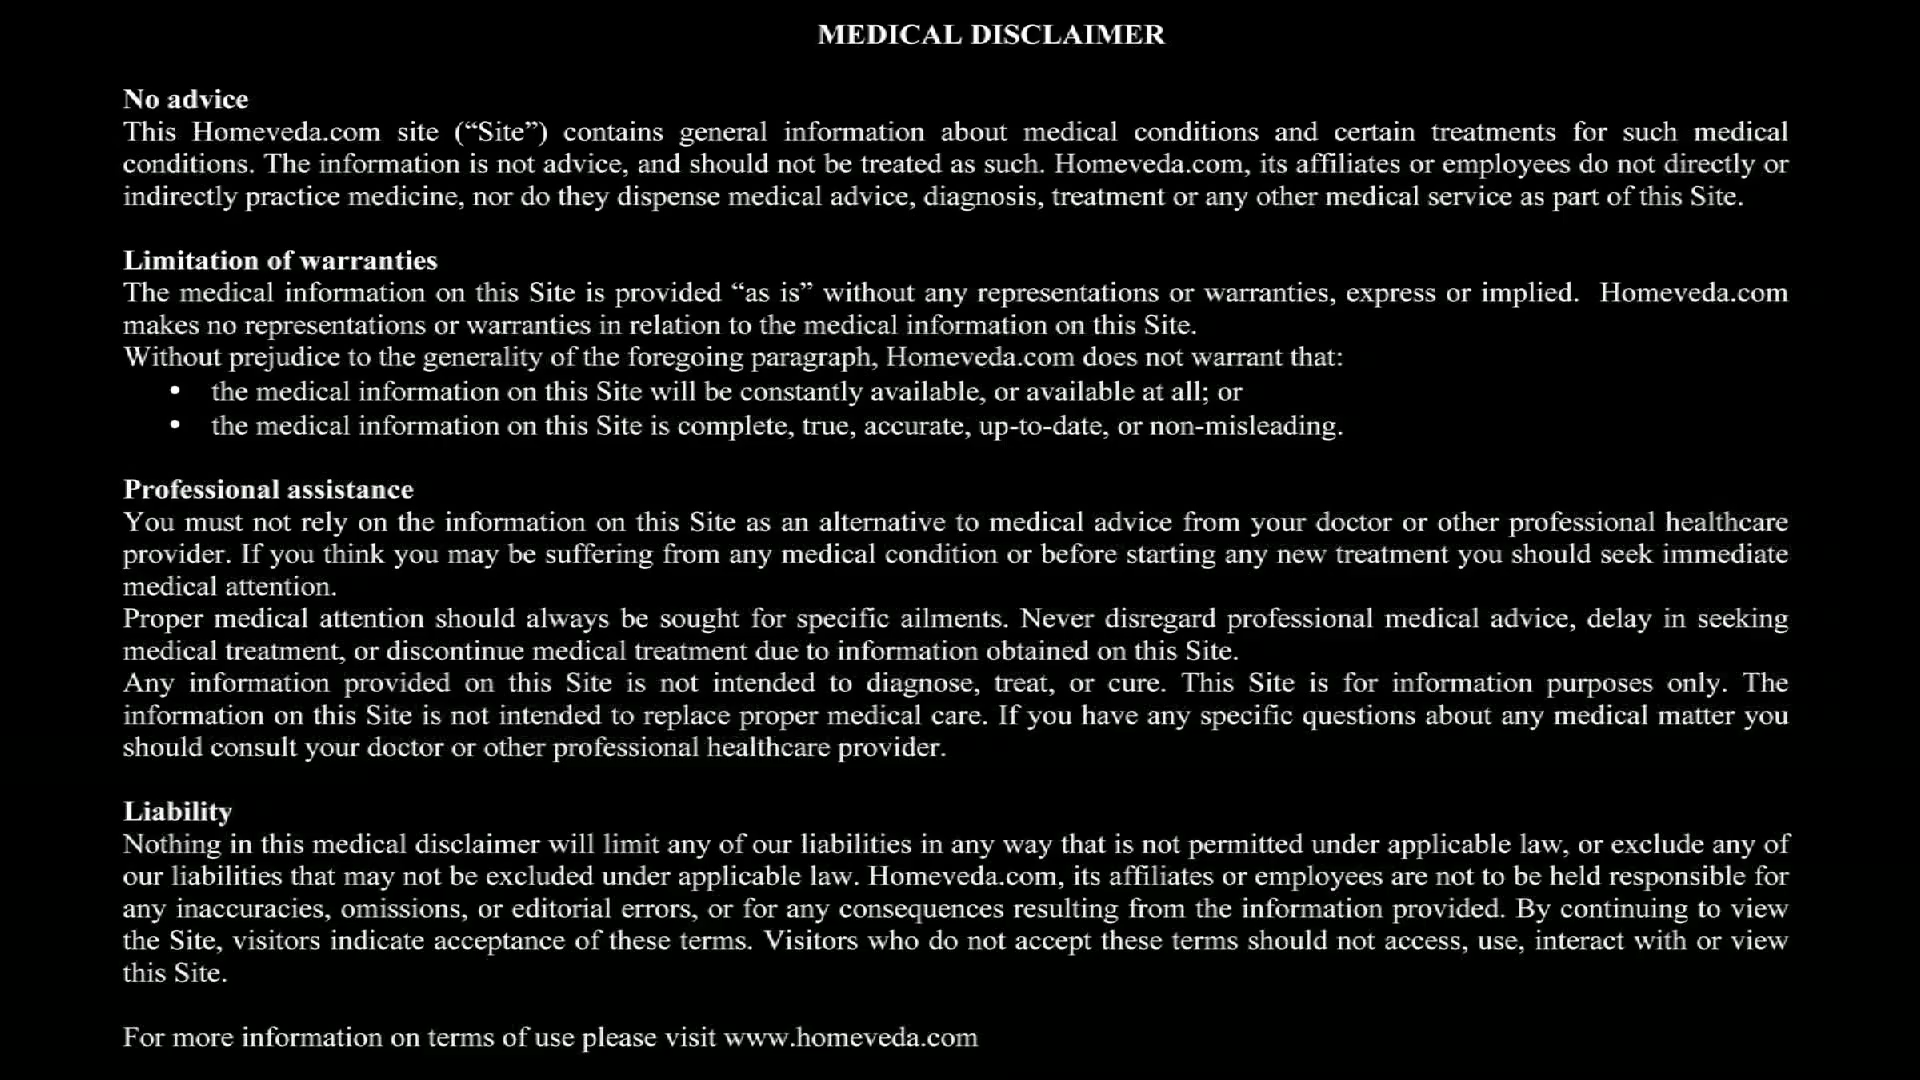 MEDICAL DISCLAIMER
No advice
This Homeveda.com site (“Site”) contains general information about medical conditions and certain treatments for such medical
conditions. The information is not advice, and should not be treated as such. Homeveda.com, its affiliates or employees do not directly or
indirectly practice medicine, nor do they dispense medical advice, diagnosis, treatment or any other medical service as part of this Site.
Limitation of warranties
The medical information on this Site is provided “as is” without any representations or warranties, express or implied. Homeveda.com
makes no representations or warranties in relation to the medical information on this Site.
Without prejudice to the generality of the foregoing paragraph, Homeveda.com does not warrant that:
• the medical information on this Site will be constantly available, or available at all; or
• the medical information on this Site is complete, true, accurate, up-to-date, or non-misleading.
Professional assistance
You must not rely on the information on this Site as an alternative to medical advice from your doctor or other professional healthcare
provider. If you think you may be suffering from any medical condition or before starting any new treatment you should seek immediate
medical attention.
Proper medical attention should always be sought for specific ailments. Never disregard professional medical advice, delay in seeking
medical treatment, or discontinue medical treatment due to information obtained on this Site.
Any information provided on this Site is not intended to diagnose, treat, or cure. This Site is for information purposes only. The
information on this Site is not intended to replace proper medical care. If you have any specific questions about any medical matter you
should consult your doctor or other professional healthcare provider.
Liability
Nothing in this medical disclaimer will limit any of our liabilities in any way that is not permitted under applicable law, or exclude any of
our liabilities that may not be excluded under applicable law. Homeveda.com, its affiliates or employees are not to be held responsible for
any inaccuracies, omissions, or editorial errors, or for any consequences resulting from the information provided. By continuing to view
the Site, visitors indicate acceptance of these terms. Visitors who do not accept these terms should not access, use, interact with or view
this Site.
For more information on terms of use please visit www.homeveda.com